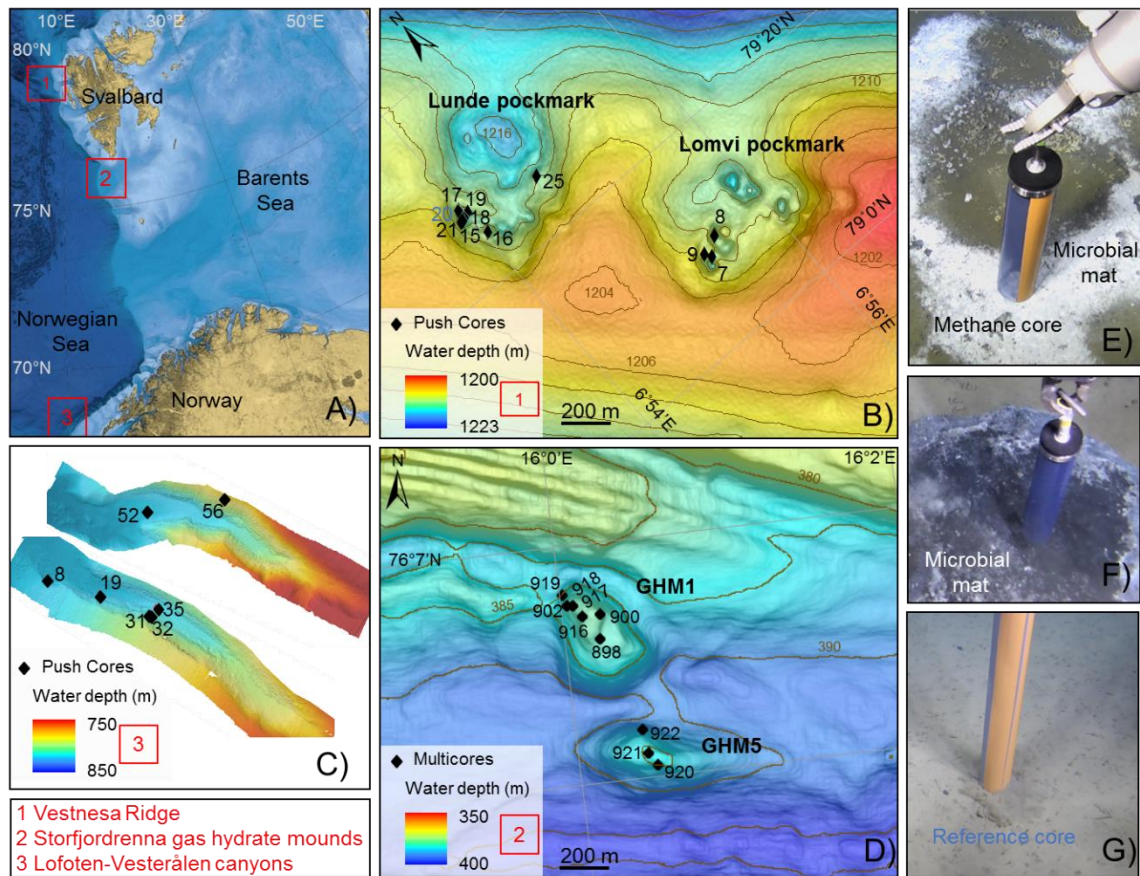 10°E
30°E
50°E
80°N
1
Svalbard
2
Barents
Sea
75°N
Norwegian
Sea
70°N
3
Norway
A)
N
79°20'N
1210
Lunde pockmark
1216
Lomvi pockmark
25
17
19
20
18
21
15
16
8
9
7
79°0'N
1202
1204
6°56'E
1206
6°54'E
Push Cores
Water depth (m)
1200
1223
1
200 m
B)
Microbial
mat
Methane core
E)
52
56
8
19
35
31
32
Push Cores
Water depth (m)
750
850
3
C)
N
16°0'E
16°2'E
380
76°7'N
919
918
917
GHM1
385
902
900
916
898
390
922
GHM5
921
920
Multicores
Water depth (m)
350
400
2
200 m
D)
Microbial
mat
F)
Reference core
G)
1 Vestnesa Ridge
2 Storfjordrenna gas hydrate mounds
3 Lofoten-Vesterålen canyons